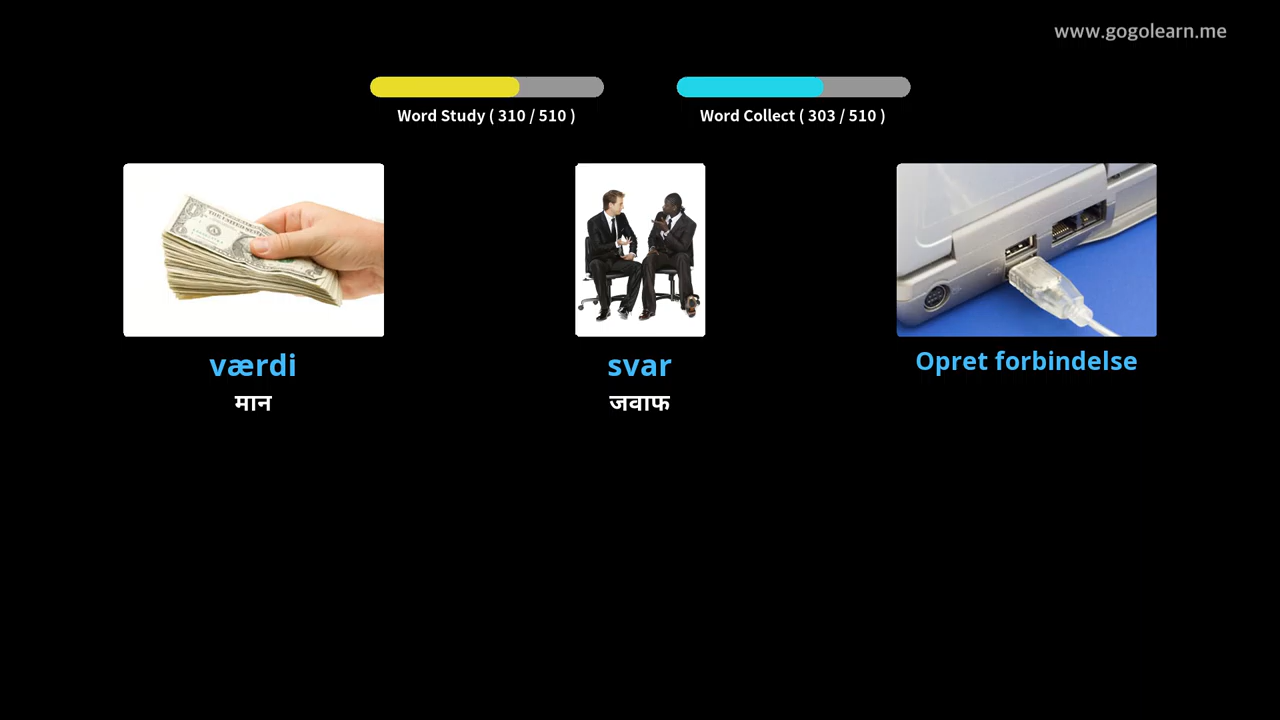 www.gogolearn.me
Word Study ( 310 / 510 )
Word Collect ( 303 / 510 )
værdi
svar
Opret forbindelse
मान
जवाफ